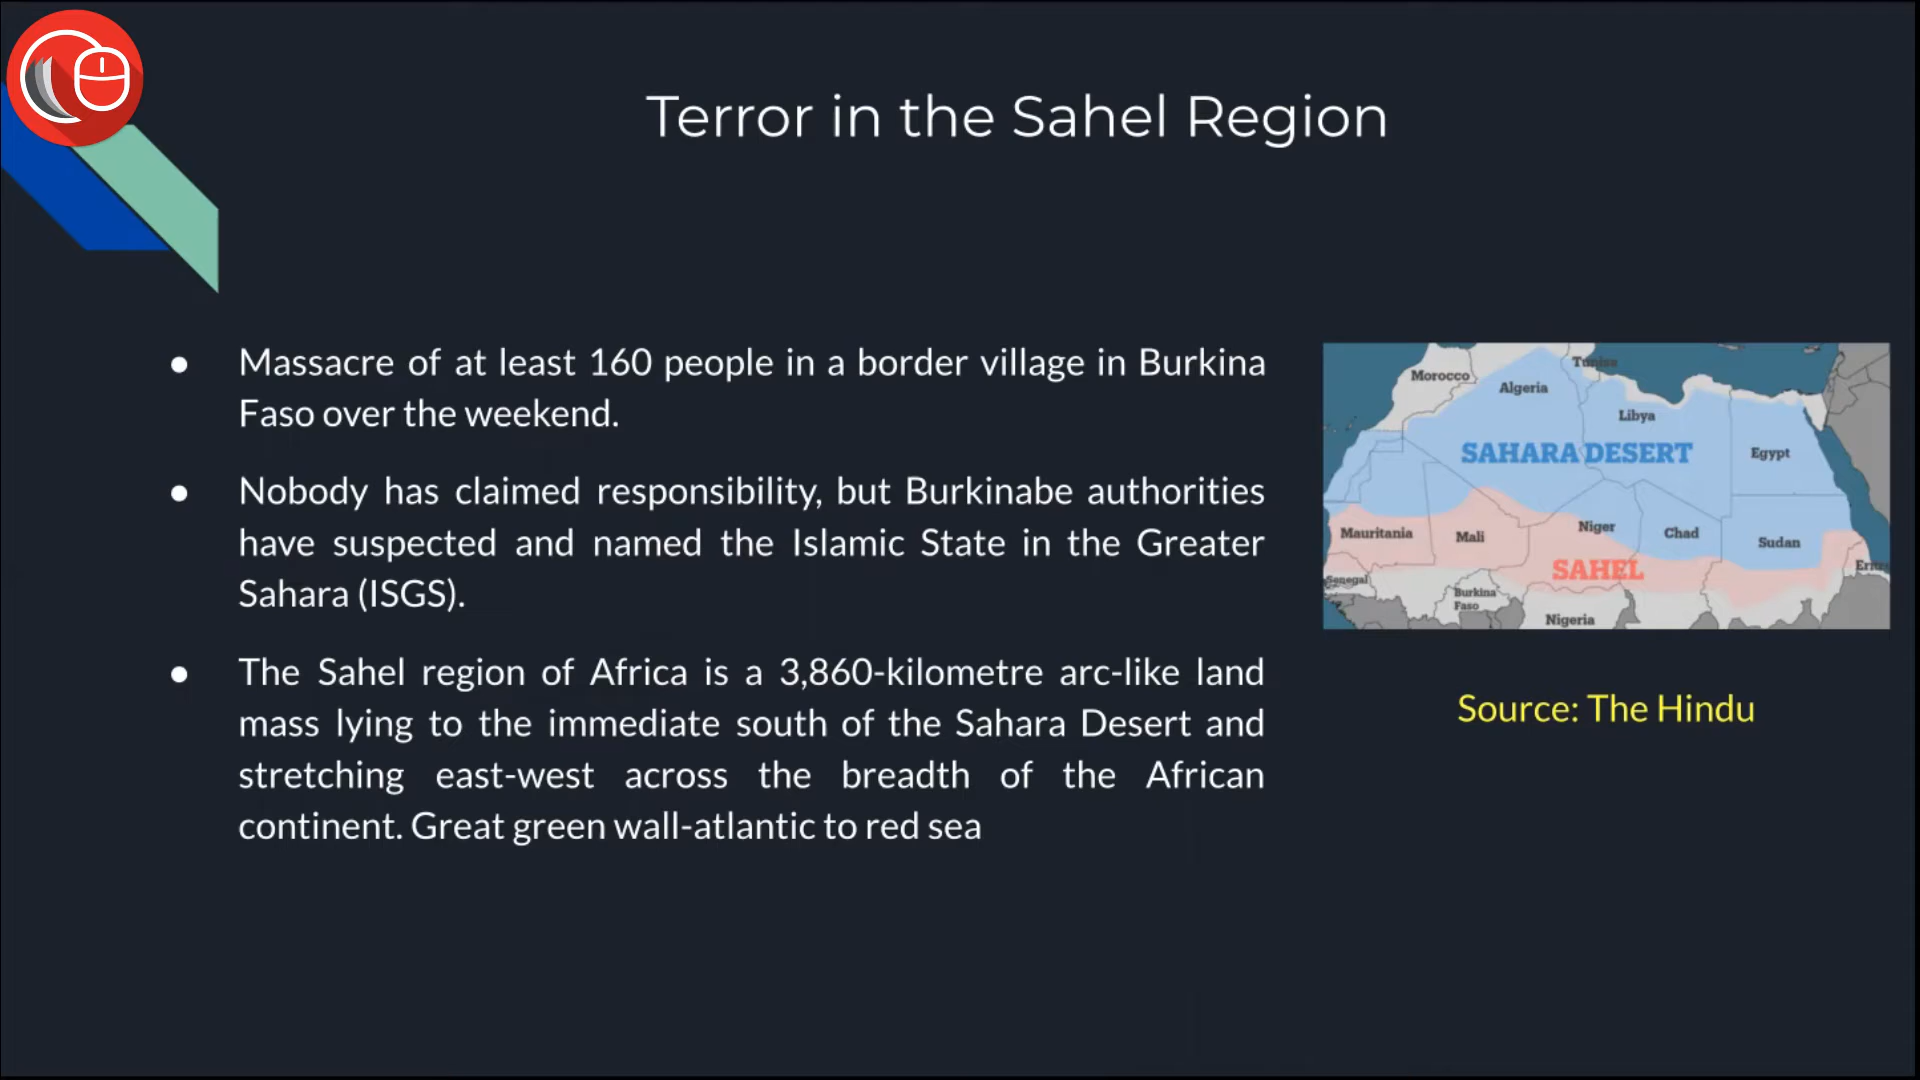 Terror in the Sahel Region
● Massacre of at least 160 people in a border village in Burkina
Faso over the weekend.
● Nobody has claimed responsibility, but Burkinabe authorities
have suspected and named the Islamic State in the Greater
Sahara (ISGS).
● The Sahel region of Africa is a 3,860-kilometre arc-like land
mass lying to the immediate south of the Sahara Desert and
stretching east-west across the breadth of the African
continent. Great green wall-atlantic to red sea
Morocco
Tunisa
Algeria
Libya
SAHARA DESERT
Egypt
Mauritania
Mali
Niger
Chad
Sudan
SAHEL
Senegal
Burkina
Faso
Nigeria
Source: The Hindu